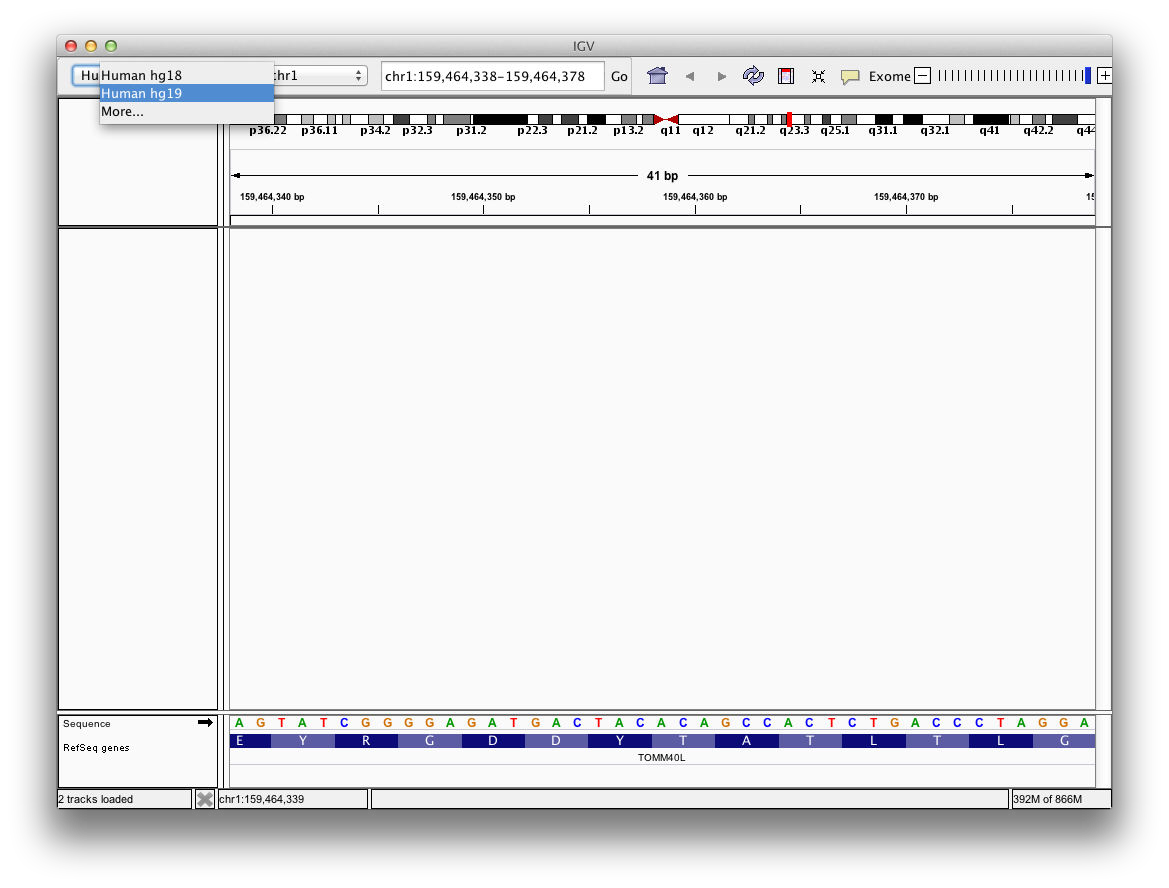 IGV
Hu Human hg18 chr1 chr1:159,464,338-159,464,378 Go Exome
Human hg19
More...
p36.22 p36.11 p34.2 p32.3 p31.2 p22.3 p21.2 p13.2 q11 q12 q21.2 q23.3 q25.1 q31.1 q32.1 q41 q42.2 q44
41 bp
159,464,340 bp 159,464,350 bp 159,464,360 bp 159,464,370 bp 15
Sequence A G T A T C G G G G A G A T G A C T A C A C A G C C A C T C T G A C C C T A G G A
E Y R G D D Y T A T L T L G
RefSeq genes
TOMM40L
2 tracks loaded chr1:159,464,339 392M of 866M